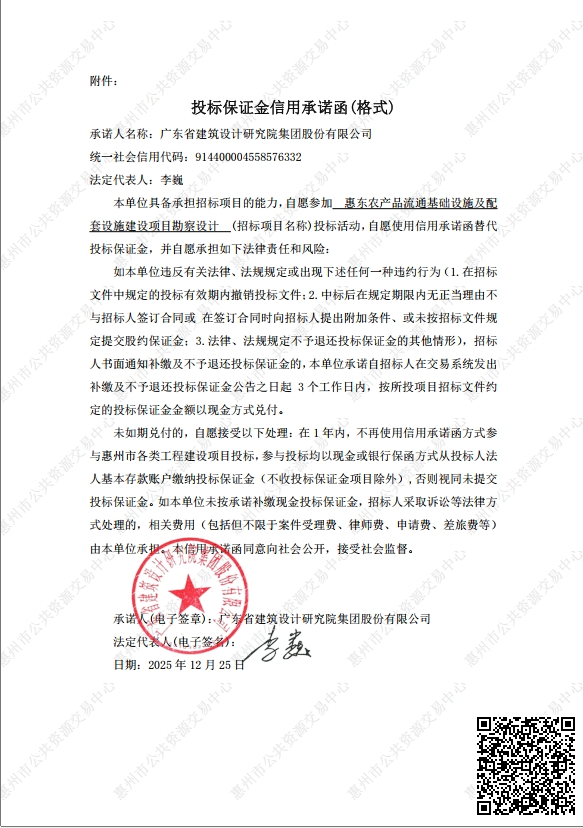 附件：
投标保证金信用承诺函(格式)
承诺人名称：广东省建筑设计研究院集团股份有限公司
统一社会信用代码：914400004558576332
法定代表人：李巍
本单位具备承担招标项目的能力，自愿参加 惠东农产品流通基础设施及配
套设施建设项目勘察设计 (招标项目名称)投标活动，自愿使用信用承诺函替代
投标保证金，并自愿承担如下法律责任和风险：
如本单位违反有关法律、法规规定或出现下述任何一种违约行为（1.在招标
文件中规定的投标有效期内撤销投标文件；2.中标后在规定期限内无正当理由不
与招标人签订合同或 在签订合同时向招标人提出附加条件、或未按招标文件规
定提交股约保证金；3.法律、法规规定不予退还投标保证金的其他情形），招标
人书面通知补缴及不予退还投标保证金的，本单位承诺自招标人在交易系统发出
补缴及不予退还投标保证金公告之日起 3 个工作日内，按所投项目招标文件约
定的投标保证金金额以现金方式兑付。
未如期兑付的，自愿接受以下处理：在 1 年内，不再使用信用承诺函方式参
与惠州市各类工程建设项目投标，参与投标均以现金或银行保函方式从投标人法
人基本存款账户缴纳投标保证金（不收投标保证金项目除外），否则视同未提交
投标保证金。如本单位未按承诺补缴现金投标保证金，招标人采取诉讼等法律方
式处理的，相关费用（包括但不限于案件受理费、律师费、申请费、差旅费等）
由本单位承担。本信用承诺函同意向社会公开，接受社会监督。
承诺人(电子签章)：广东省建筑设计研究院集团股份有限公司
法定代表人(电子签名)：李巍
日期：2025 年 12 月 25 日
广东省建筑设计研究院集团股份有限公司
惠州市公共资源交易中心